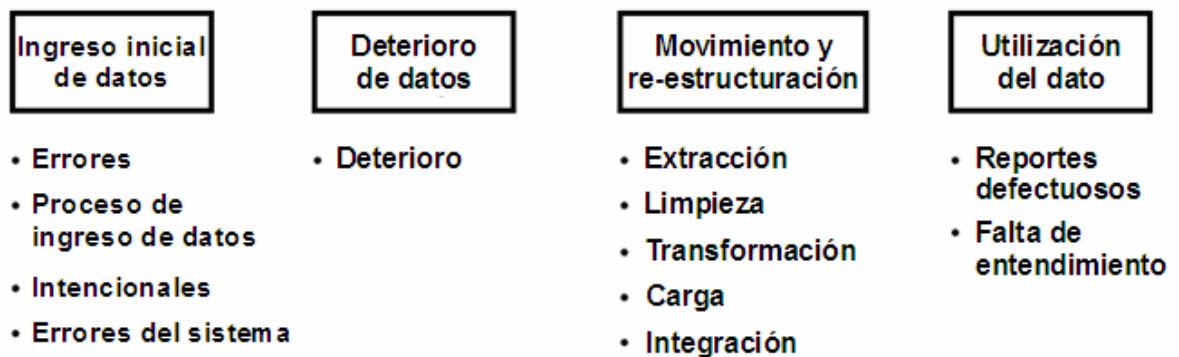 Ingreso inicial
de datos
• Errores
• Proceso de
ingreso de datos
• Intencionales
• Errores del sistema
Deterioro
de datos
• Deterioro
Movimiento y
re-estructuración
• Extracción
• Limpieza
• Transformación
• Carga
• Integración
Utilización
del dato
• Reportes
defectuosos
• Falta de
entendimiento